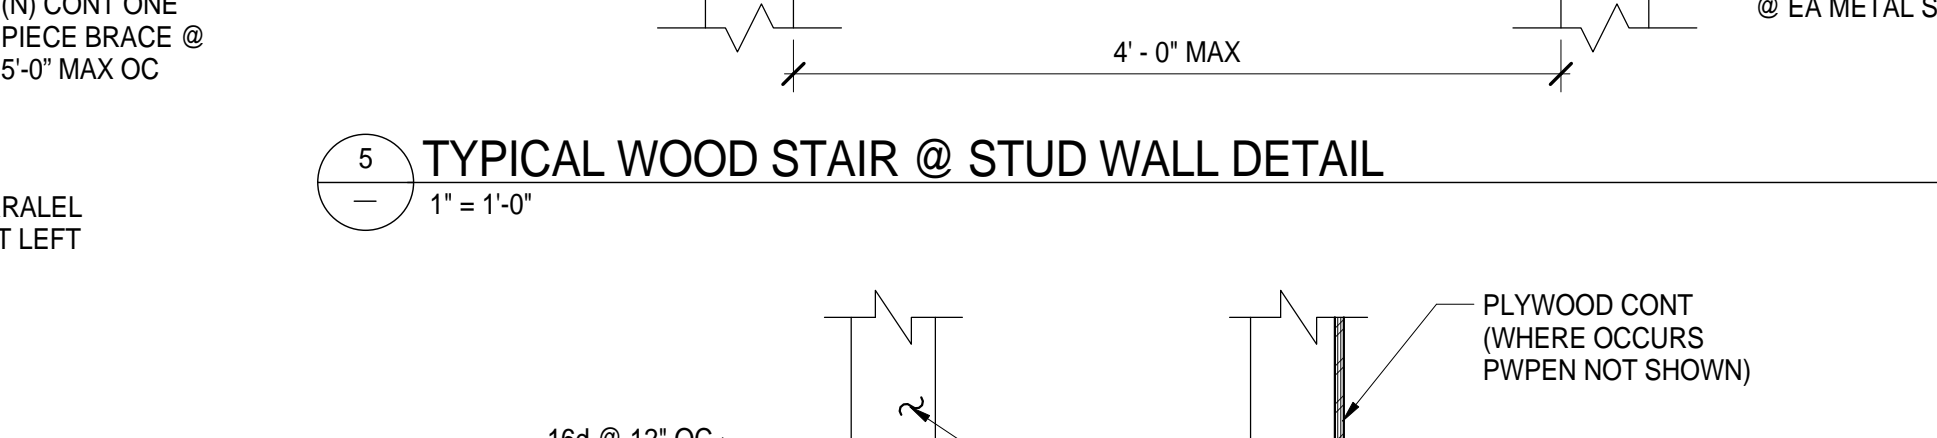 (N) CONT ONE
PIECE BRACE @
5'-0” MAX OC
4' - 0" MAX
@ EA METAL S
5
TYPICAL WOOD STAIR @ STUD WALL DETAIL
—
1" = 1'-0"
RALEL
T LEFT
PLYWOOD CONT
(WHERE OCCURS
PWPEN NOT SHOWN)
16d @ 12" OC